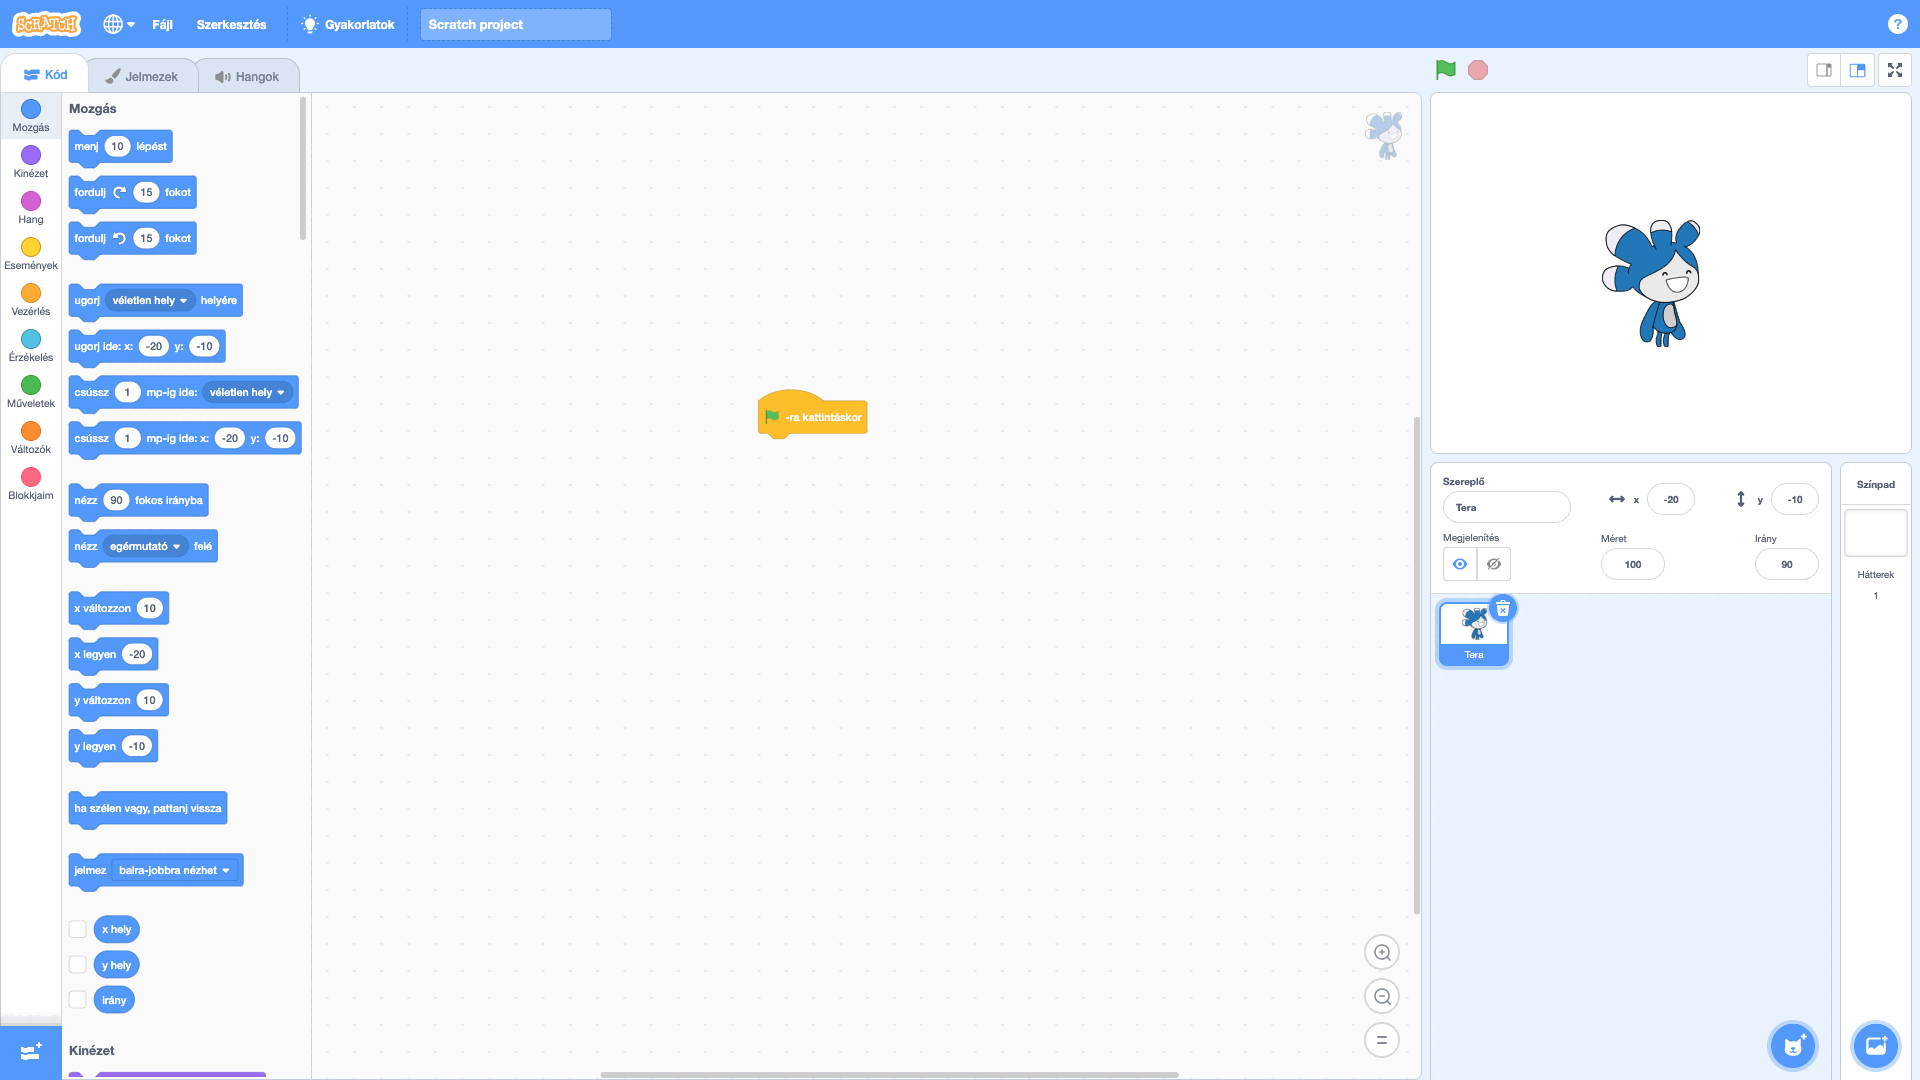 SCRATCH
Fájl
Szerkesztés
Gyakorlatok
Scratch project
?
Kód
Jelmezek
Hangok
Mozgás
Kinézet
Hang
Események
Vezérlés
Érzékelés
Műveletek
Változók
Blokkjaim
Mozgás
menj 10 lépést
fordulj 15 fokot
fordulj 15 fokot
ugorj véletlen hely helyére
ugorj ide: x: -20 y: -10
csússz 1 mp-ig ide: véletlen hely
csússz 1 mp-ig ide: x: -20 y: -10
nézz 90 fokos irányba
nézz egérmutató felé
x változzon 10
x legyen -20
y változzon 10
y legyen -10
ha szélen vagy, pattanj vissza
jelmez balra-jobbra nézhet
x hely
y hely
irány
Kinézet
-ra kattintáskor
Szereplő
Tera
x -20
y -10
Megjelenítés
Méret
100
Irány
90
Tera
Színpad
Hátterek
1